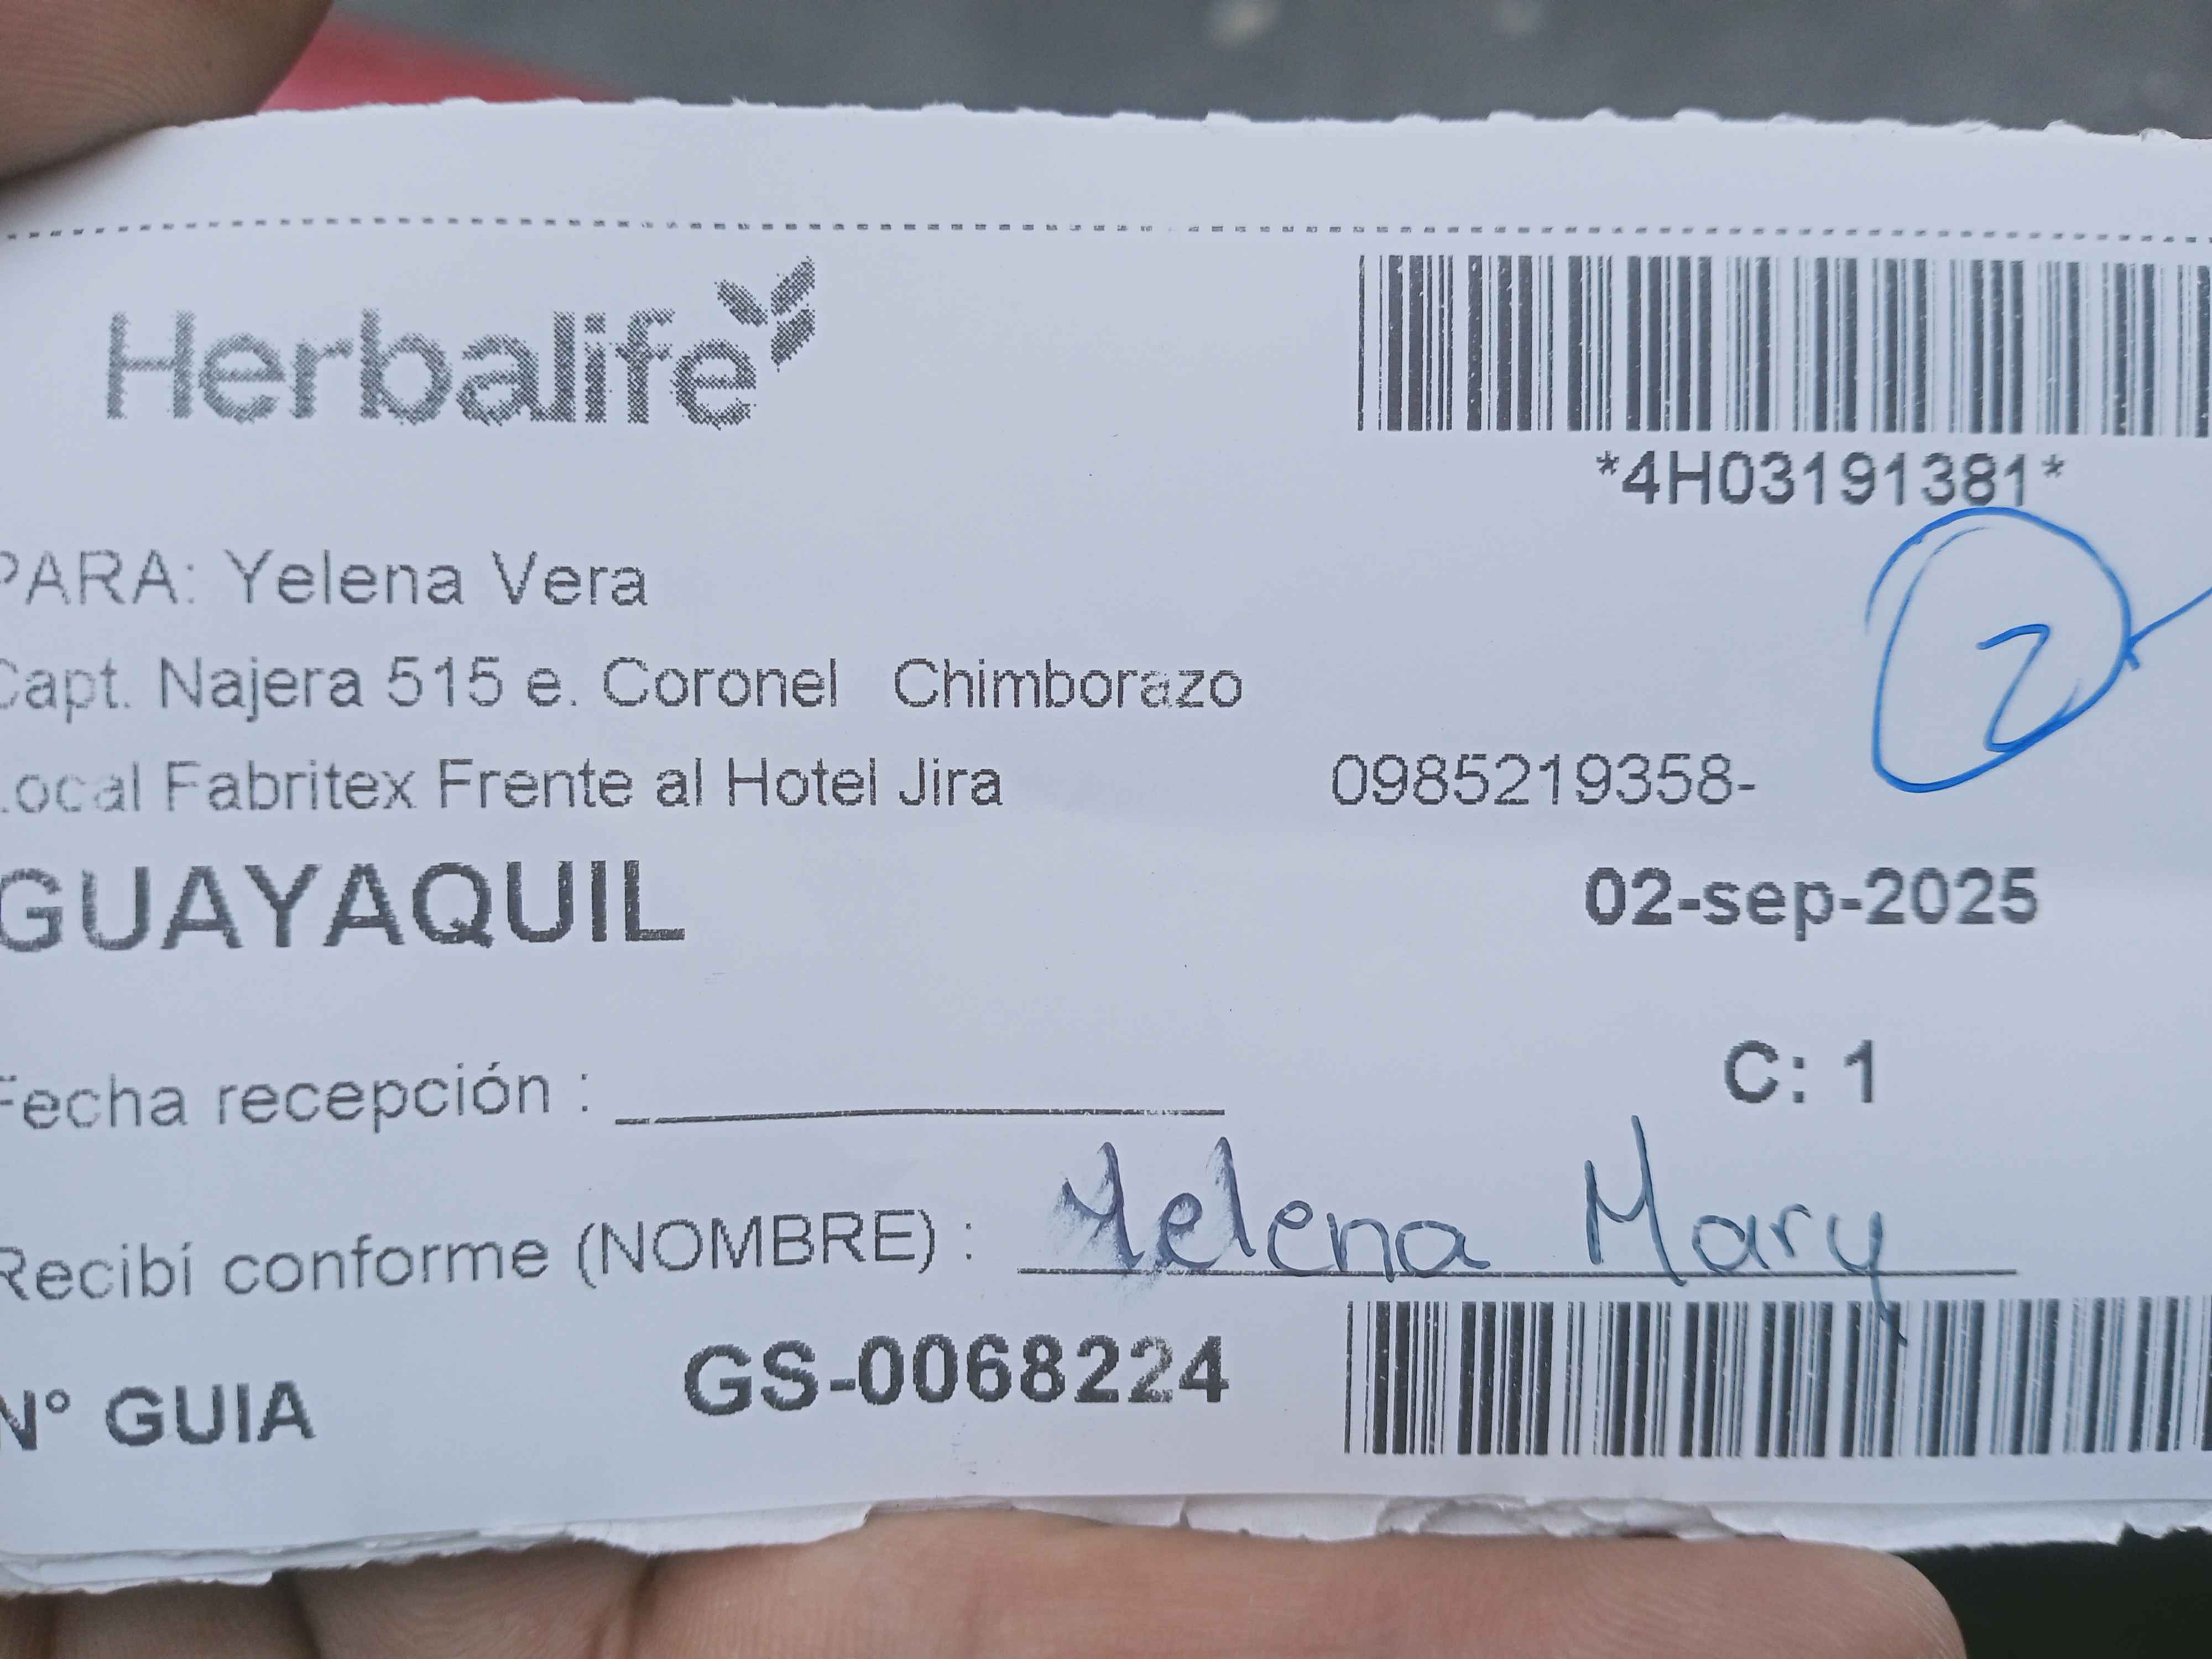 Herbalife
*4H03191381*
PARA: Yelena Vera
2
Capt. Najera 515 e. Coronel Chimborazo
Local Fabritex Frente al Hotel Jira 0985219358-
GUAYAQUIL 02-sep-2025
C: 1
Fecha recepción :
Recibí conforme (NOMBRE) : Yelena Mary
N° GUIA GS-0068224